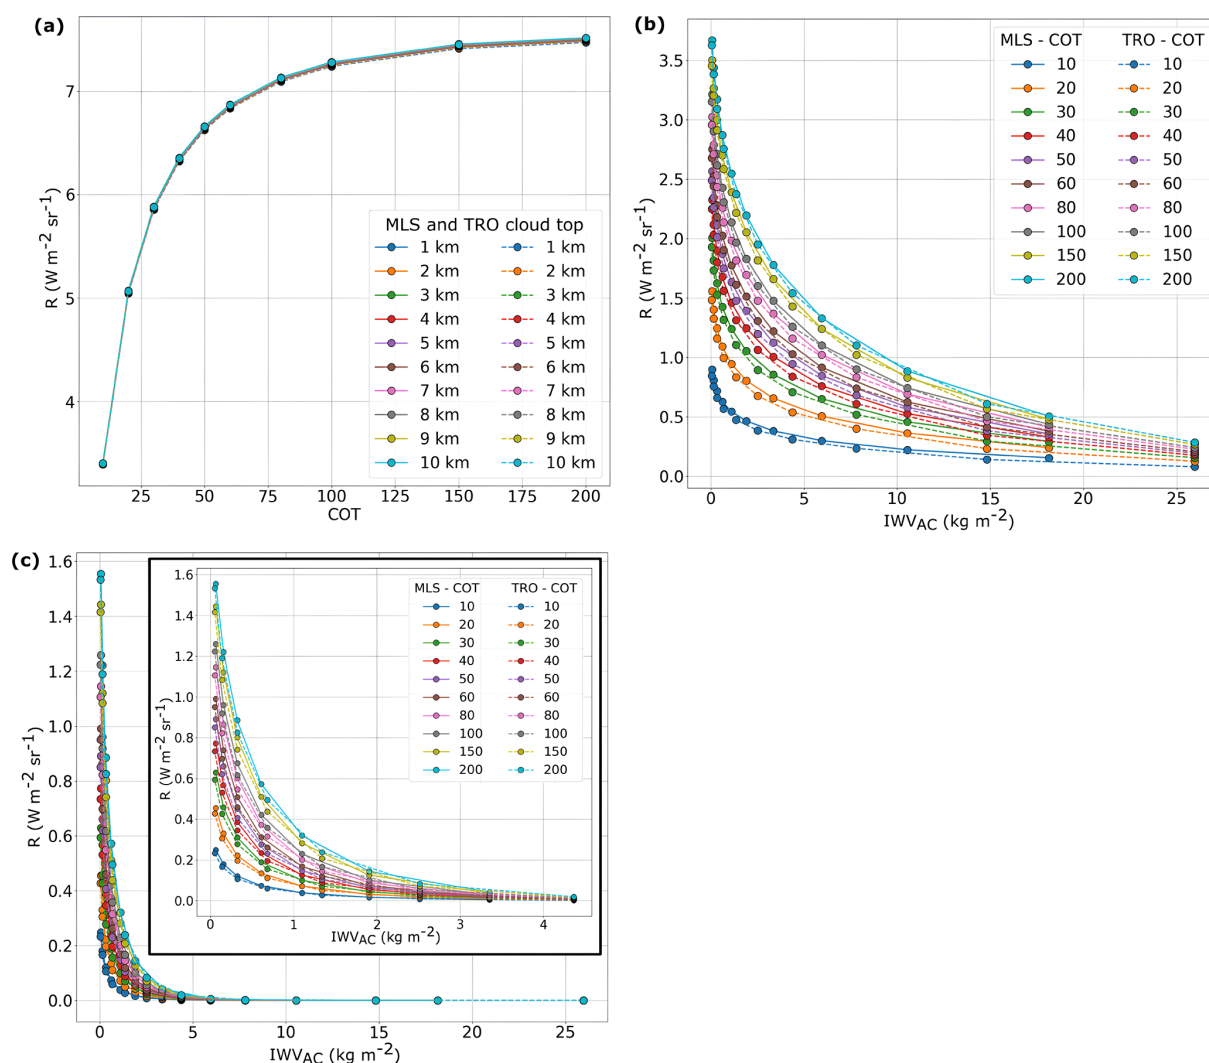 (a)
7
6
5
4
R (W m-2 sr-1)
25 50 75 100 125 150 175 200
COT
MLS and TRO cloud top
1 km 1 km
2 km 2 km
3 km 3 km
4 km 4 km
5 km 5 km
6 km 6 km
7 km 7 km
8 km 8 km
9 km 9 km
10 km 10 km
(b)
3.5
3.0
2.5
2.0
1.5
1.0
0.5
0.0
R (W m-2 sr-1)
0 5 10 15 20 25
IWVAC (kg m-2)
MLS - COT TRO - COT
10 10
20 20
30 30
40 40
50 50
60 60
80 80
100 100
150 150
200 200
(c)
1.6
1.4
1.2
1.0
0.8
0.6
0.4
0.2
0.0
R (W m-2 sr-1)
0 5 10 15 20 25
IWVAC (kg m-2)
1.6
1.4
1.2
1.0
0.8
0.6
0.4
0.2
0.0
R (W m-2 sr-1)
0 1 2 3 4
IWVAC (kg m-2)
MLS - COT TRO - COT
10 10
20 20
30 30
40 40
50 50
60 60
80 80
100 100
150 150
200 200